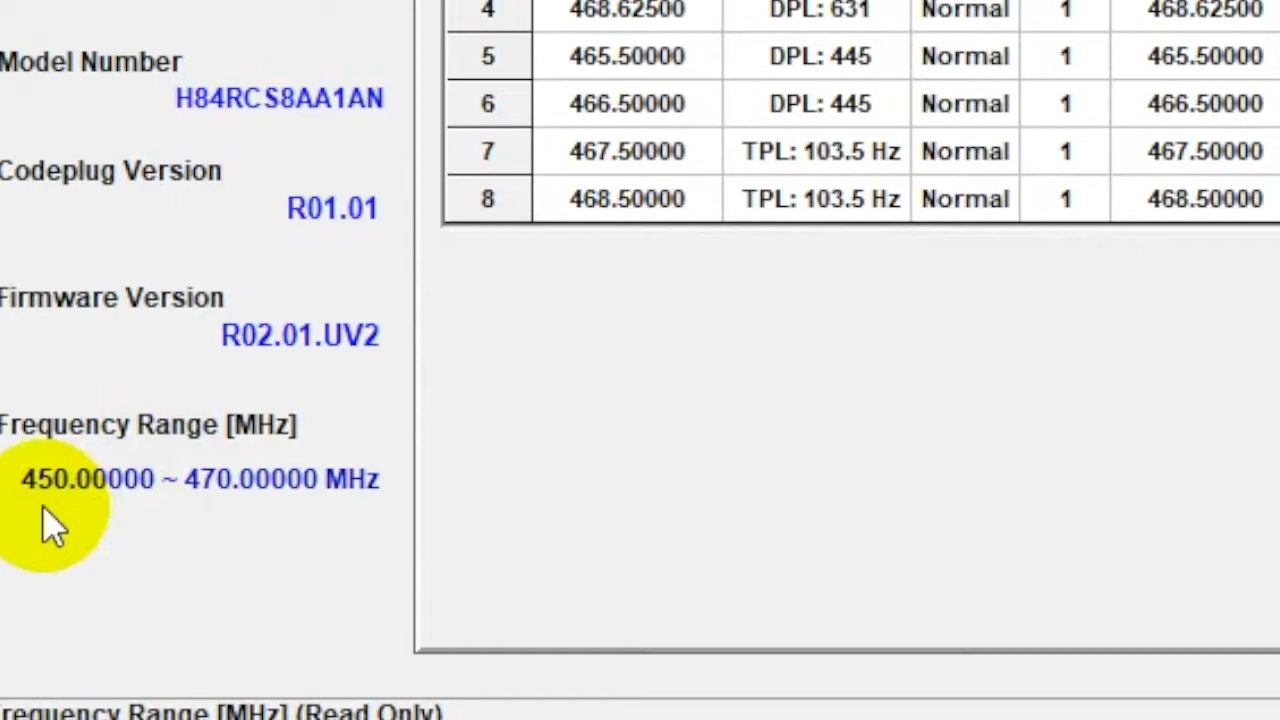 4 468.62500 DPL: 631 Normal 1 468.62500
Model Number
5 465.50000 DPL: 445 Normal 1 465.50000
H84RCS8AA1AN
6 466.50000 DPL: 445 Normal 1 466.50000
7 467.50000 TPL: 103.5 Hz Normal 1 467.50000
Codeplug Version
8 468.50000 TPL: 103.5 Hz Normal 1 468.50000
R01.01
Firmware Version
R02.01.UV2
Frequency Range [MHz]
450.00000 ~ 470.00000 MHz
requency Range [MHz] (Read Only)